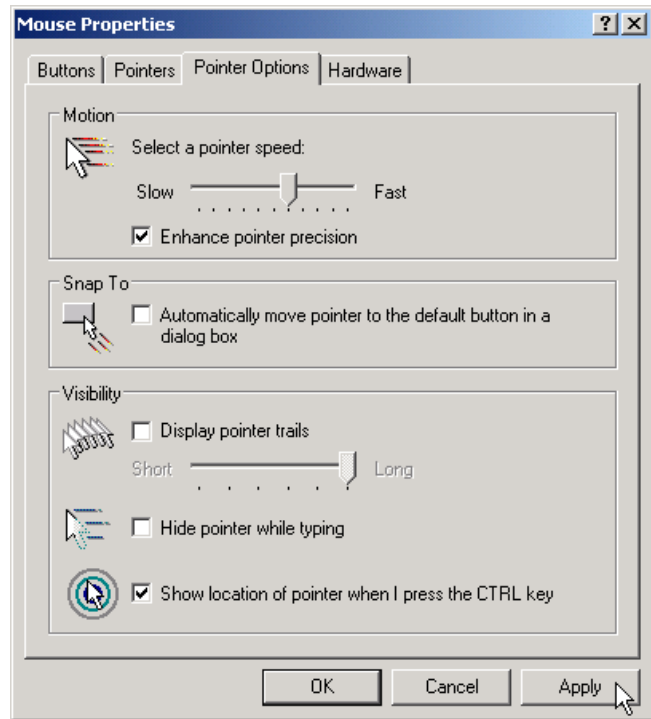 Mouse Properties
Buttons Pointers Pointer Options Hardware
Motion
Select a pointer speed:
Slow Fast
Enhance pointer precision
Snap To
Automatically move pointer to the default button in a
dialog box
Visibility
Display pointer trails
Short Long
Hide pointer while typing
Show location of pointer when I press the CTRL key
OK Cancel Apply